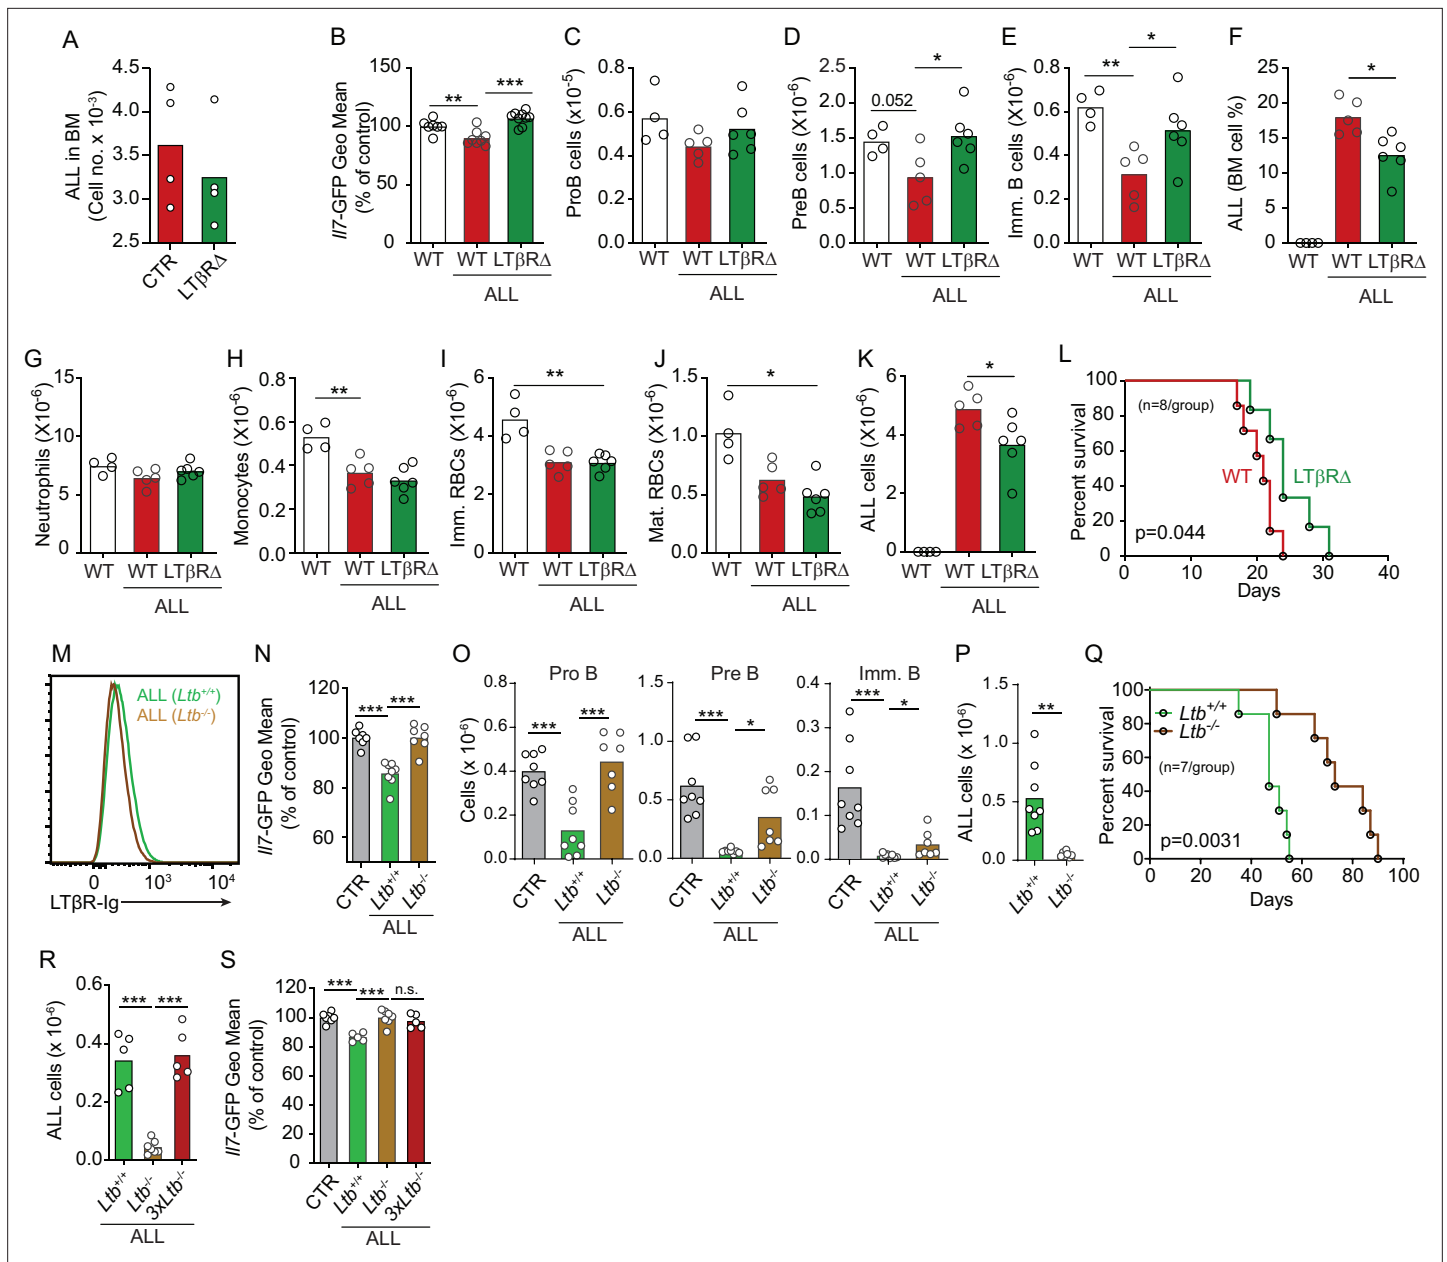 A
ALL in BM
(Cell no. x 10⁻³)
4.5
4.0
3.5
3.0
2.5
CTR
LTβRΔ
B
Il7-GFP Geo Mean
(% of control)
150
100
50
0
**
***
WT
WT LTβRΔ
ALL
C
ProB cells (x10⁻⁵)
0.8
0.6
0.4
0.2
0.0
WT
WT LTβRΔ
ALL
D
PreB cells (X10⁻⁶)
2.5
2.0
1.5
1.0
0.5
0.0
0.052
*
WT
WT LTβRΔ
ALL
E
Imm. B cells (X10⁻⁶)
0.8
0.6
0.4
0.2
0.0
**
*
WT
WT LTβRΔ
ALL
F
ALL (BM cell %)
25
20
15
10
5
0
*
WT
WT LTβRΔ
ALL
G
Neutrophils (X10⁻⁶)
15
10
5
0
WT
WT LTβRΔ
ALL
H
Monocytes (X10⁻⁶)
0.8
0.6
0.4
0.2
0.0
**
WT
WT LTβRΔ
ALL
I
Imm. RBCs (X10⁻⁶)
6
4
2
0
**
WT
WT LTβRΔ
ALL
J
Mat. RBCs (X10⁻⁶)
1.5
1.0
0.5
0.0
*
WT
WT LTβRΔ
ALL
K
ALL cells (X10⁻⁶)
6
4
2
0
*
WT
WT LTβRΔ
ALL
L
Percent survival
100
80
60
40
20
0
(n=8/group)
WT
LTβRΔ
p=0.044
0 10 20 30 40
Days
M
ALL (Ltb⁺/⁺)
ALL (Ltb⁻/⁻)
0 10³ 10⁴
LTβR-Ig
N
Il7-GFP Geo Mean
(% of control)
120
100
80
60
***
***
CTR
Ltb⁺/⁺
Ltb⁻/⁻
ALL
O
Cells (x 10⁻⁶)
Pro B
0.8
0.6
0.4
0.2
0.0
***
***
CTR
Ltb⁺/⁺
Ltb⁻/⁻
ALL
Pre B
1.5
1.0
0.5
0.0
***
*
CTR
Ltb⁺/⁺
Ltb⁻/⁻
ALL
Imm. B
0.4
0.3
0.2
0.1
0.0
***
*
CTR
Ltb⁺/⁺
Ltb⁻/⁻
ALL
P
ALL cells (x 10⁻⁶)
1.5
1.0
0.5
0
**
Ltb⁺/⁺
Ltb⁻/⁻
Q
Percent survival
100
80
60
40
20
0
Ltb⁺/⁺
Ltb⁻/⁻
(n=7/group)
p=0.0031
0 20 40 60 80 100
Days
R
ALL cells (x 10⁻⁶)
0.6
0.4
0.2
0.0
***
***
Ltb⁺/⁺
Ltb⁻/⁻
3xLtb⁻/⁻
ALL
S
Il7-GFP Geo Mean
(% of control)
120
100
80
60
40
20
0
***
***
n.s.
CTR
Ltb⁺/⁺
Ltb⁻/⁻
3xLtb⁻/⁻
ALL